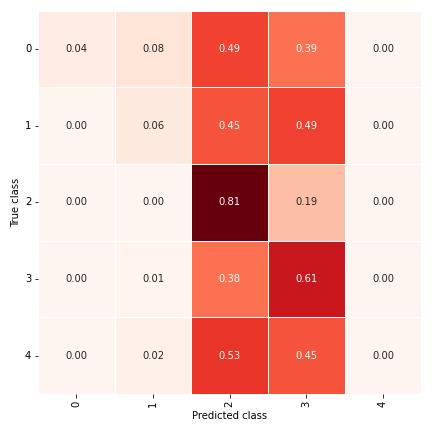 0 0.04 0.08 0.49 0.39 0.00
1 0.00 0.06 0.45 0.49 0.00
2 0.00 0.00 0.81 0.19 0.00
3 0.00 0.01 0.38 0.61 0.00
4 0.00 0.02 0.53 0.45 0.00
True class
0 1 2 3 4
Predicted class